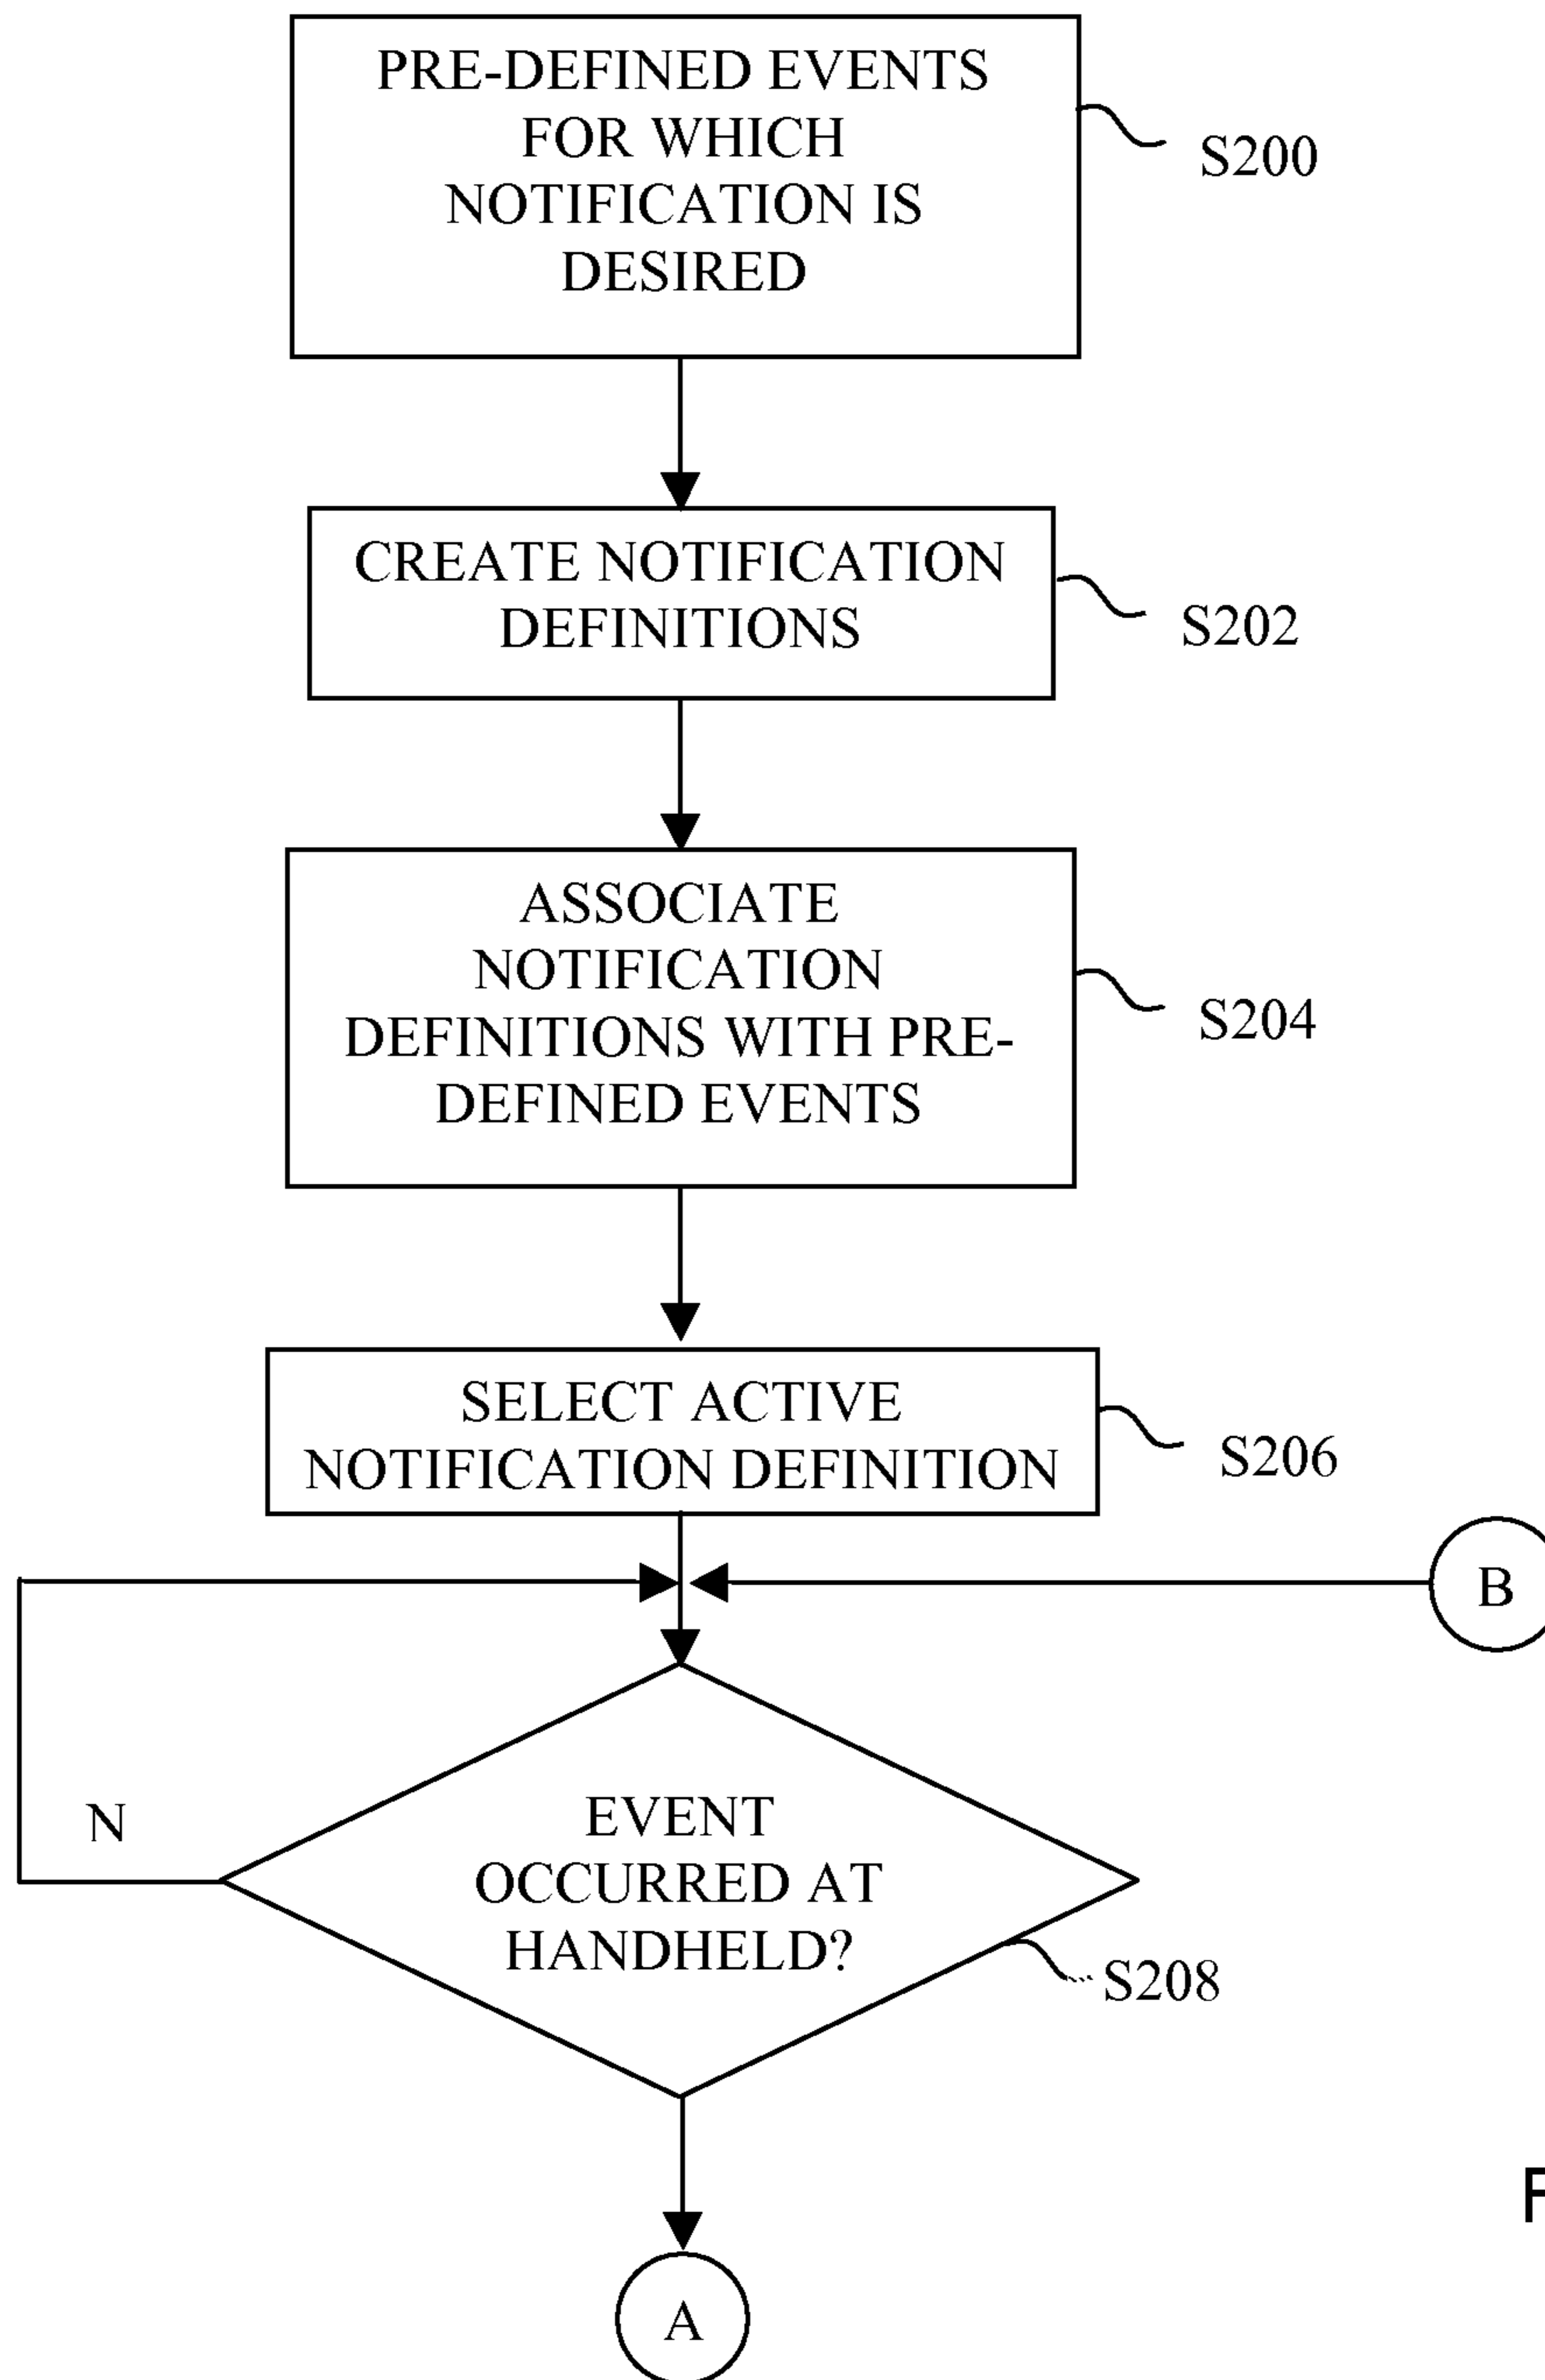 PRE-DEFINED EVENTS
FOR WHICH
NOTIFICATION IS
DESIRED
S200
CREATE NOTIFICATION
DEFINITIONS
S202
ASSOCIATE
NOTIFICATION
DEFINITIONS WITH PRE-
DEFINED EVENTS
S204
SELECT ACTIVE
NOTIFICATION DEFINITION
S206
B
N
EVENT
OCCURRED AT
HANDHELD?
S208
A